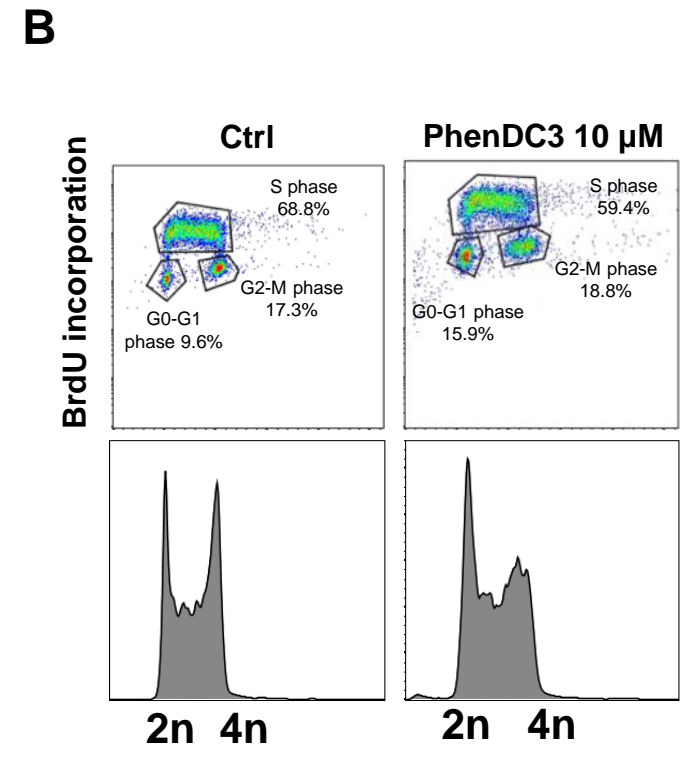 B
Ctrl
PhenDC3 10 µM
BrdU incorporation
S phase
68.8%
G2-M phase
17.3%
G0-G1
phase 9.6%
S phase
59.4%
G2-M phase
18.8%
G0-G1 phase
15.9%
2n 4n
2n 4n